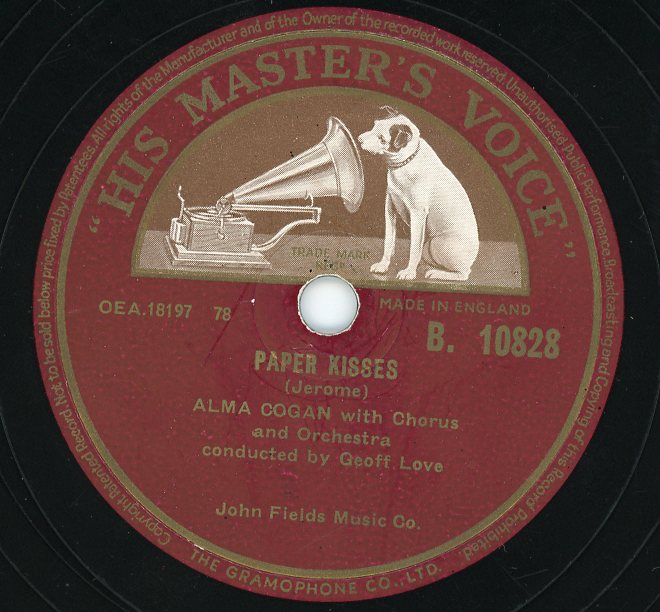 Copyright Patented Record. Not to be sold below price fixed by Patentees. All rights of the Manufacturer and of the Owner of the recorded work reserved. Unauthorised Public Performance, Broadcasting and Copying of this Record Prohibited.
"HIS MASTER'S VOICE"
TRADE MARK
OEA.18197 78
MADE IN ENGLAND
B. 10828
PAPER KISSES
(Jerome)
ALMA COGAN with Chorus
and Orchestra
conducted by Geoff Love
John Fields Music Co.
THE GRAMOPHONE CO., LTD.